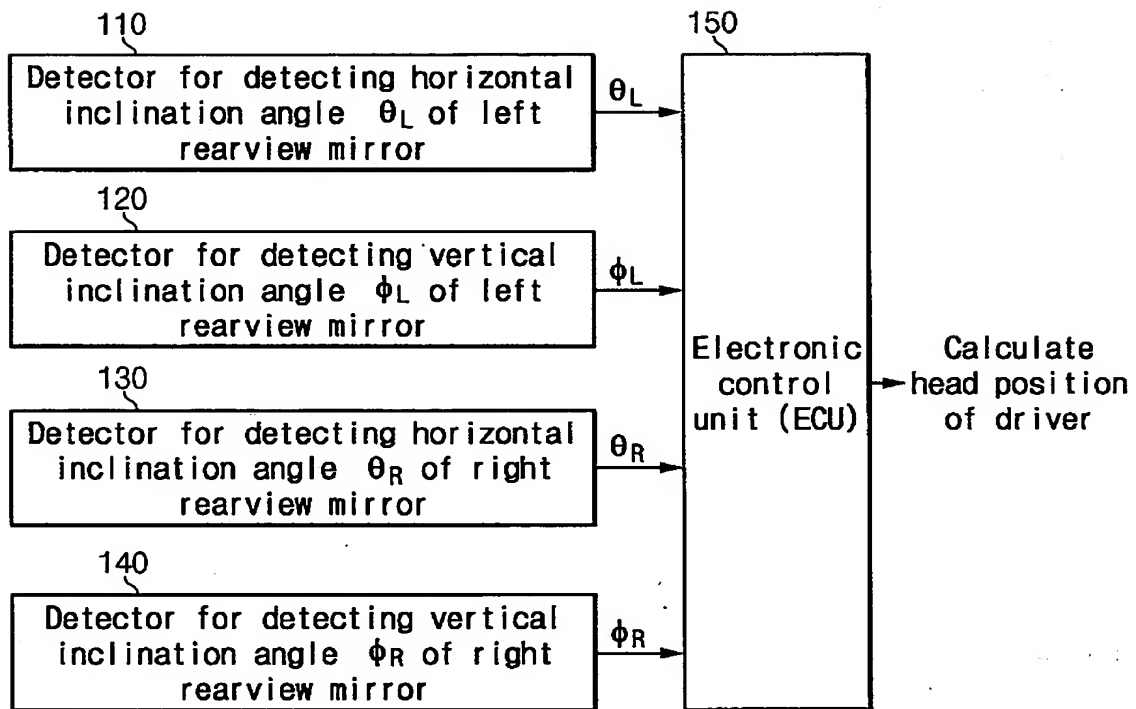 110
Detector for detecting horizontal
inclination angle θL of left
rearview mirror
θL
120
Detector for detecting vertical
inclination angle ϕL of left
rearview mirror
ϕL
130
Detector for detecting horizontal
inclination angle θR of right
rearview mirror
θR
140
Detector for detecting vertical
inclination angle ϕR of right
rearview mirror
ϕR
150
Electronic
control
unit (ECU)
Calculate
head position
of driver